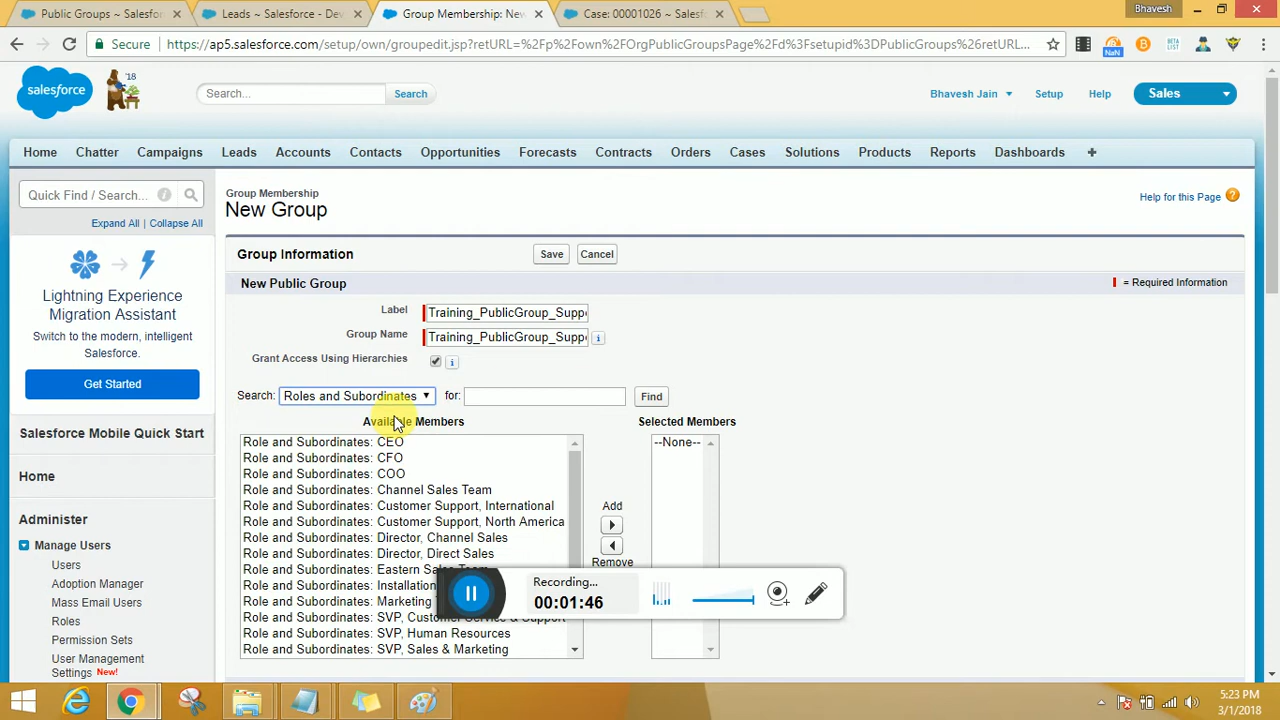 Public Groups ~ Salesfor
Leads ~ Salesforce - Dev
Group Membership: New
Case: 00001026 ~ Salesfo
Bhavesh
Secure
https://ap5.salesforce.com/setup/own/groupedit.jsp?retURL=%2Fp%2Fown%2FOrgPublicGroupsPage%2Fd%3Fsetupid%3DPublicGroups%26retURL...
NaN
BETA
LIST
salesforce
'18
Search...
Search
Bhavesh Jain
Setup
Help
Sales
Home
Chatter
Campaigns
Leads
Accounts
Contacts
Opportunities
Forecasts
Contracts
Orders
Cases
Solutions
Products
Reports
Dashboards
+
Quick Find / Search...
Expand All | Collapse All
Lightning Experience
Migration Assistant
Switch to the modern, intelligent
Salesforce.
Get Started
Salesforce Mobile Quick Start
Home
Administer
Manage Users
Users
Adoption Manager
Mass Email Users
Roles
Permission Sets
User Management
Settings New!
Group Membership
New Group
Help for this Page
Group Information
Save
Cancel
New Public Group
= Required Information
Label
Training_PublicGroup_Supp
Group Name
Training_PublicGroup_Supp
Grant Access Using Hierarchies
Search:
Roles and Subordinates
for:
Find
Available Members
Selected Members
Role and Subordinates: CEO
Role and Subordinates: CFO
Role and Subordinates: COO
Role and Subordinates: Channel Sales Team
Role and Subordinates: Customer Support, International
Role and Subordinates: Customer Support, North America
Role and Subordinates: Director, Channel Sales
Role and Subordinates: Director, Direct Sales
Role and Subordinates: Eastern Sales Team
Role and Subordinates: Installation
Role and Subordinates: Marketing
Role and Subordinates: SVP, Customer Service & Support
Role and Subordinates: SVP, Human Resources
Role and Subordinates: SVP, Sales & Marketing
--None--
Add
Remove
Recording...
00:01:46
5:23 PM
3/1/2018